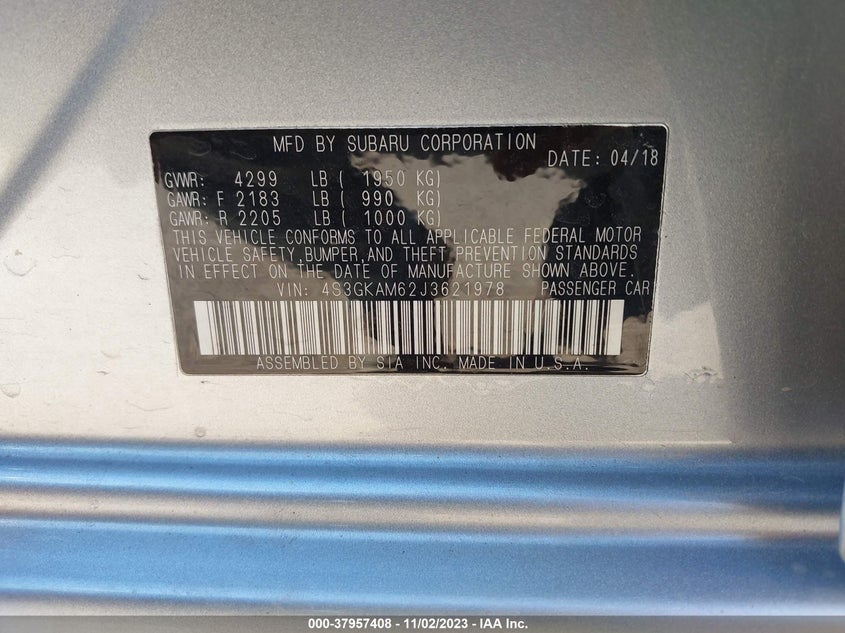 MFD BY SUBARU CORPORATION
DATE: 04/18
GVWR: 4299 LB ( 1950 KG)
GAWR: F 2183 LB ( 990 KG)
GAWR: R 2205 LB ( 1000 KG)
THIS VEHICLE CONFORMS TO ALL APPLICABLE FEDERAL MOTOR
VEHICLE SAFETY,BUMPER,AND THEFT PREVENTION STANDARDS
IN EFFECT ON THE DATE OF MANUFACTURE SHOWN ABOVE.
VIN: 4S3GKAM62J3621978 PASSENGER CAR
ASSEMBLED BY SIA INC. MADE IN U.S.A.
000-37957408 - 11/02/2023 - IAA Inc.